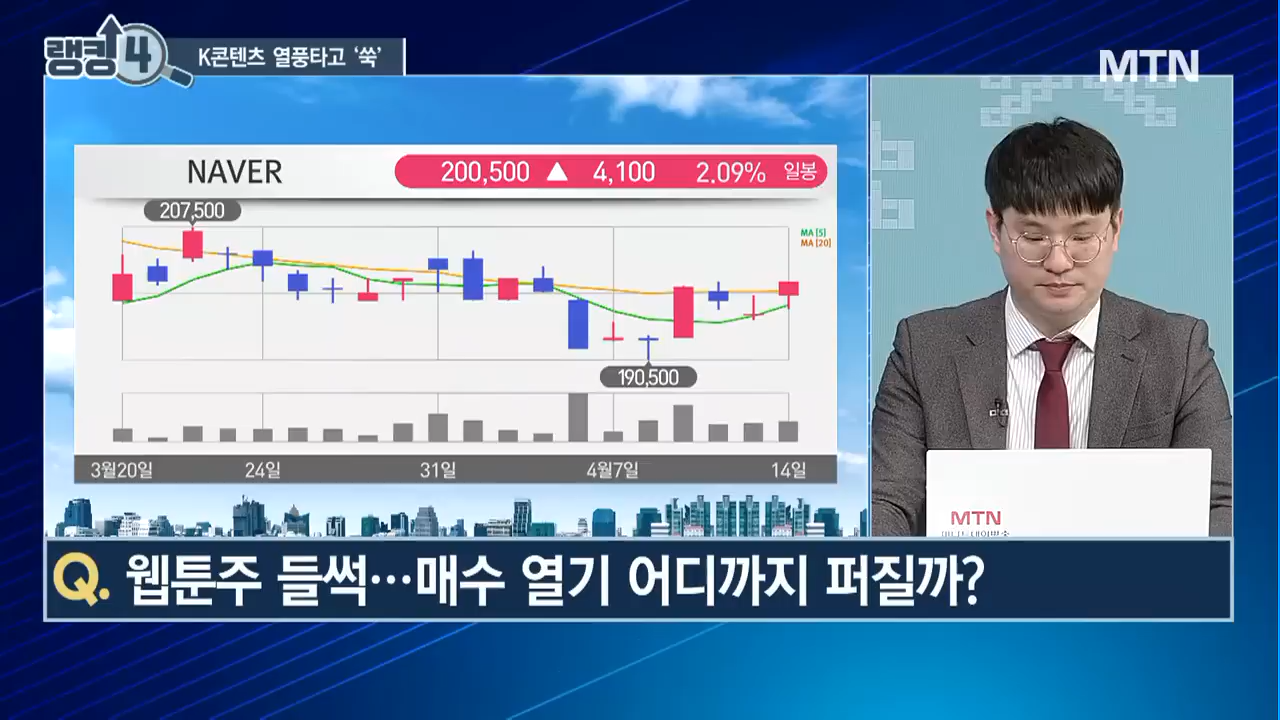 랭킹4
K콘텐츠 열풍타고 '쑥'
MTN
NAVER
200,500 ▲ 4,100 2.09% 일봉
207,500
MA [5]
MA [20]
190,500
3월20일 24일 31일 4월7일 14일
MTN
Q. 웹툰주 들썩…매수 열기 어디까지 퍼질까?